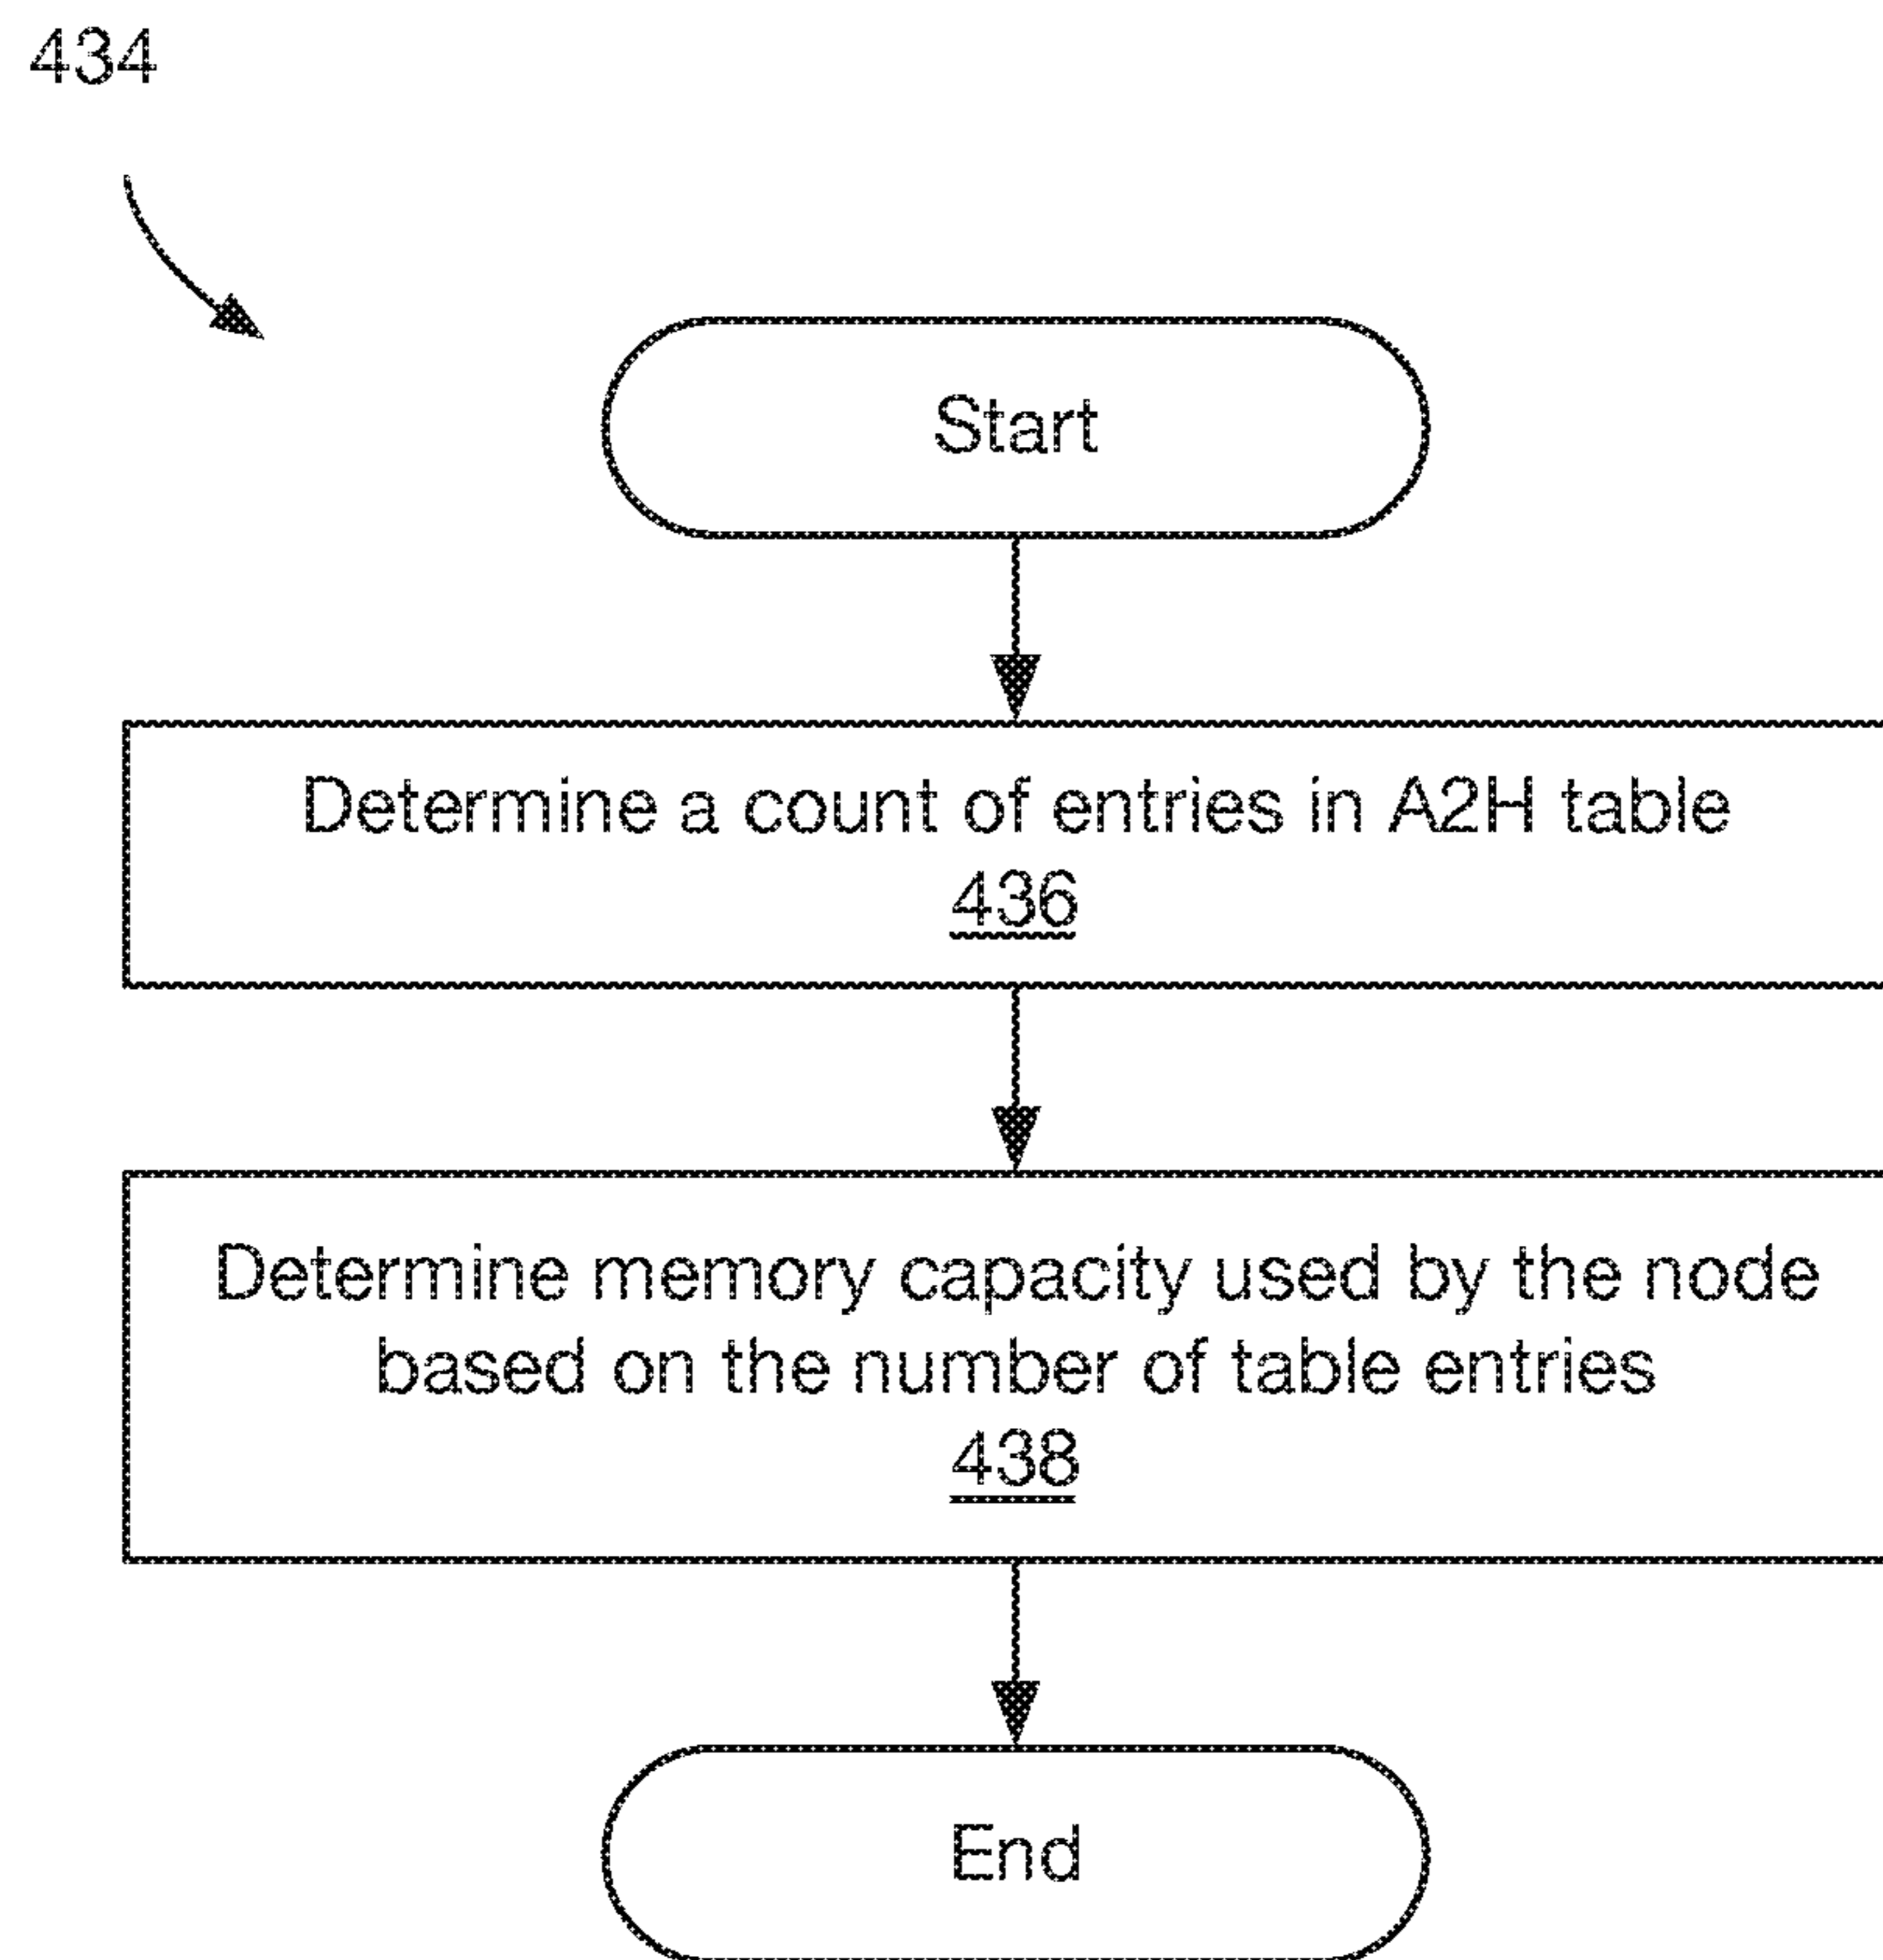 434
Start
Determine a count of entries in A2H table
436
Determine memory capacity used by the node
based on the number of table entries
438
End